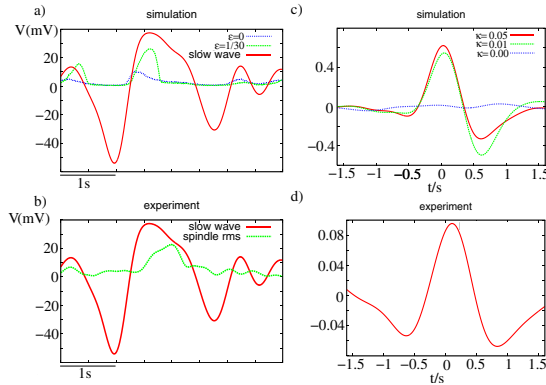 a)
simulation
V(mV)
ε=0
ε=1/30
slow wave
20
0
−20
−40
1s
b)
experiment
V(mV)
slow wave
spindle rms
20
0
−20
−40
1s
c)
simulation
κ=0.05
κ=0.01
κ=0.00
0.4
0
−0.4
−1.5
−1
−0.5
0
0.5
1
1.5
t/s
d)
experiment
0.08
0.04
0
−0.04
−1.5
−1
−0.5
0
0.5
1
1.5
t/s